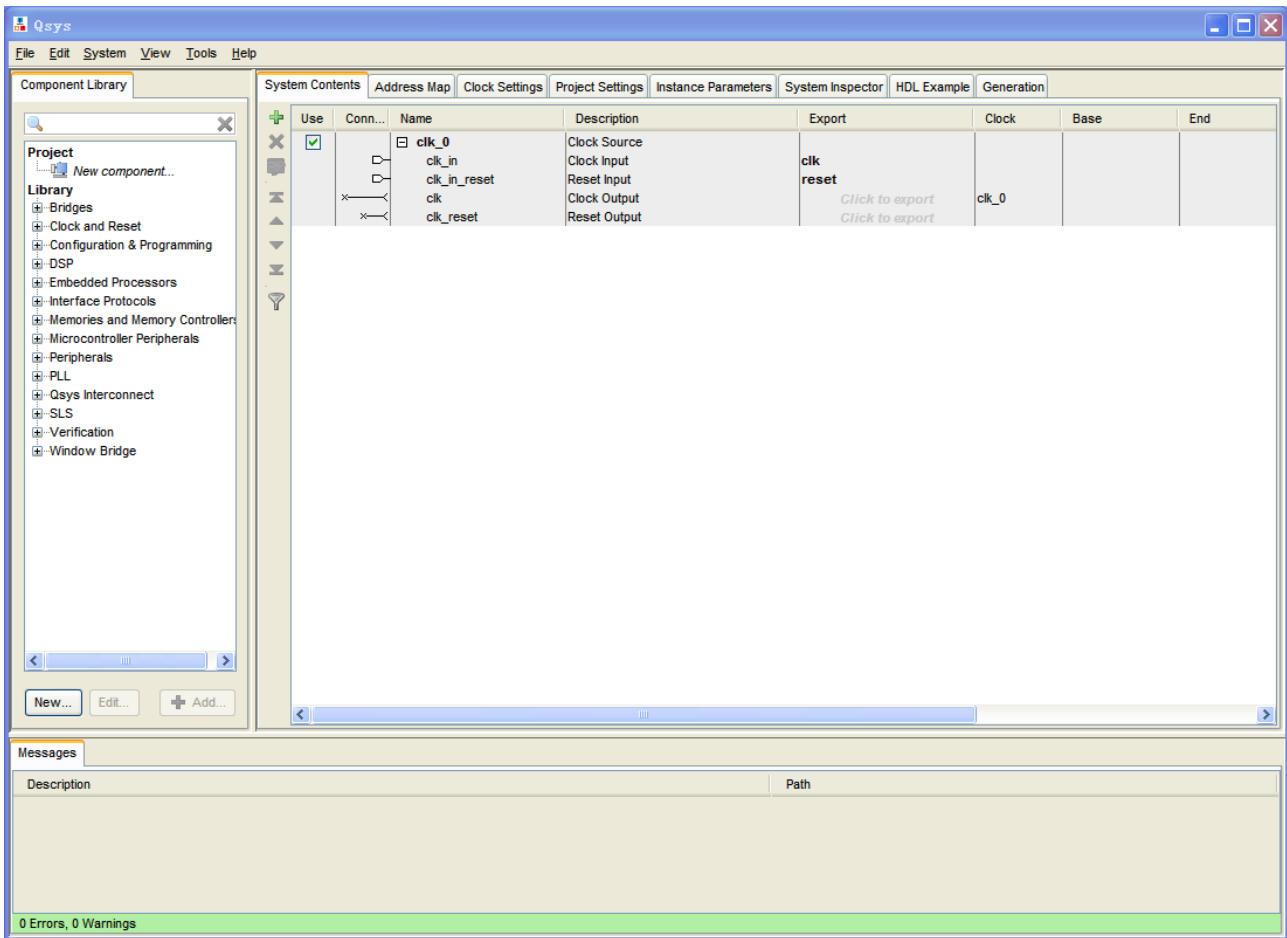 Qsys
File Edit System View Tools Help
Component Library
System Contents Address Map Clock Settings Project Settings Instance Parameters System Inspector HDL Example Generation
Use Conn... Name Description Export Clock Base End
clk_0 Clock Source
clk_in Clock Input clk
clk_in_reset Reset Input reset
clk Clock Output Click to export clk_0
clk_reset Reset Output Click to export
Project
New component...
Library
Bridges
Clock and Reset
Configuration & Programming
DSP
Embedded Processors
Interface Protocols
Memories and Memory Controllers
Microcontroller Peripherals
Peripherals
PLL
Qsys Interconnect
SLS
Verification
Window Bridge
New... Edit... Add...
Messages
Description Path
0 Errors, 0 Warnings